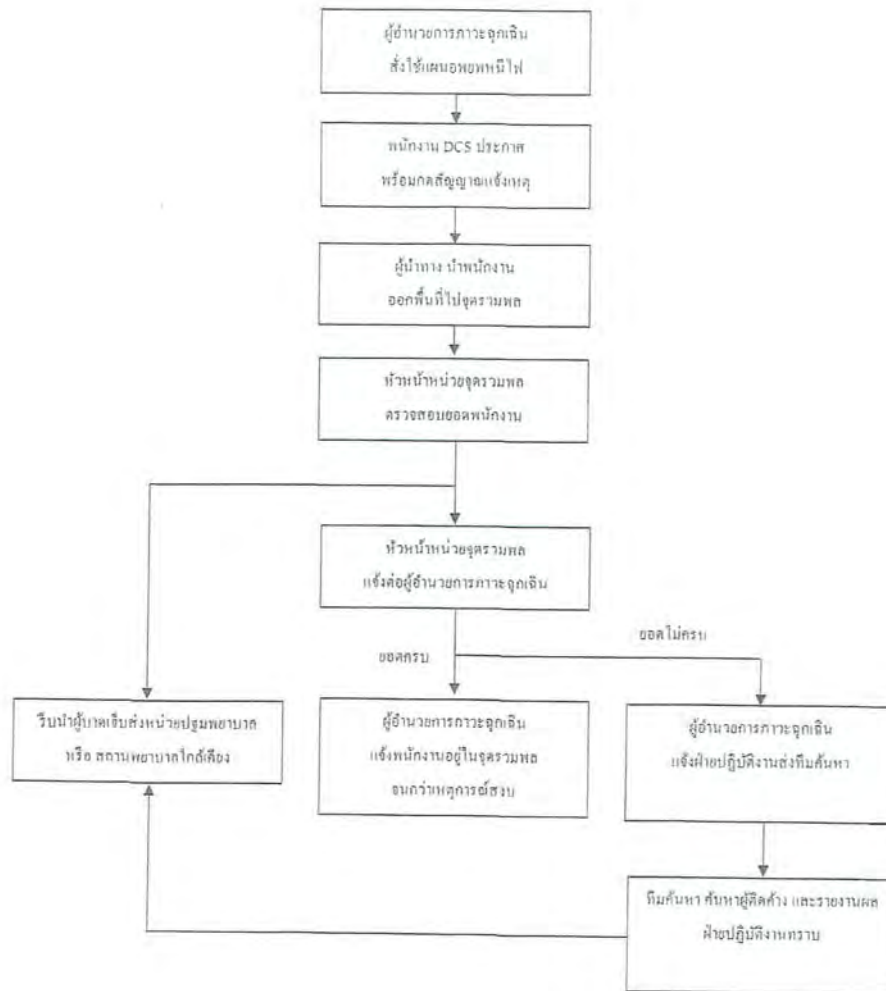 ผู้อำนวยการภาวะฉุกเฉิน
สั่งใช้แผนอพยพหนีไฟ
พนักงาน DCS ประกาศ
พร้อมกดสัญญาณแจ้งเหตุ
ผู้นำทาง นำพนักงาน
ออกพื้นที่ไปจุดรวมพล
หัวหน้าหน่วยจุดรวมพล
ตรวจสอบยอดพนักงาน
หัวหน้าหน่วยจุดรวมพล
แจ้งต่อผู้อำนวยการภาวะฉุกเฉิน
ยอดครบ
ยอดไม่ครบ
รีบนำผู้บาดเจ็บส่งหน่วยปฐมพยาบาล
หรือ สถานพยาบาลใกล้เคียง
ผู้อำนวยการภาวะฉุกเฉิน
แจ้งพนักงานอยู่ในจุดรวมพล
จนกว่าเหตุการณ์สงบ
ผู้อำนวยการภาวะฉุกเฉิน
แจ้งฝ่ายปฏิบัติงานส่งทีมค้นหา
ทีมค้นหา ค้นหาผู้ติดค้าง และรายงานผล
ฝ่ายปฏิบัติงานทราบ